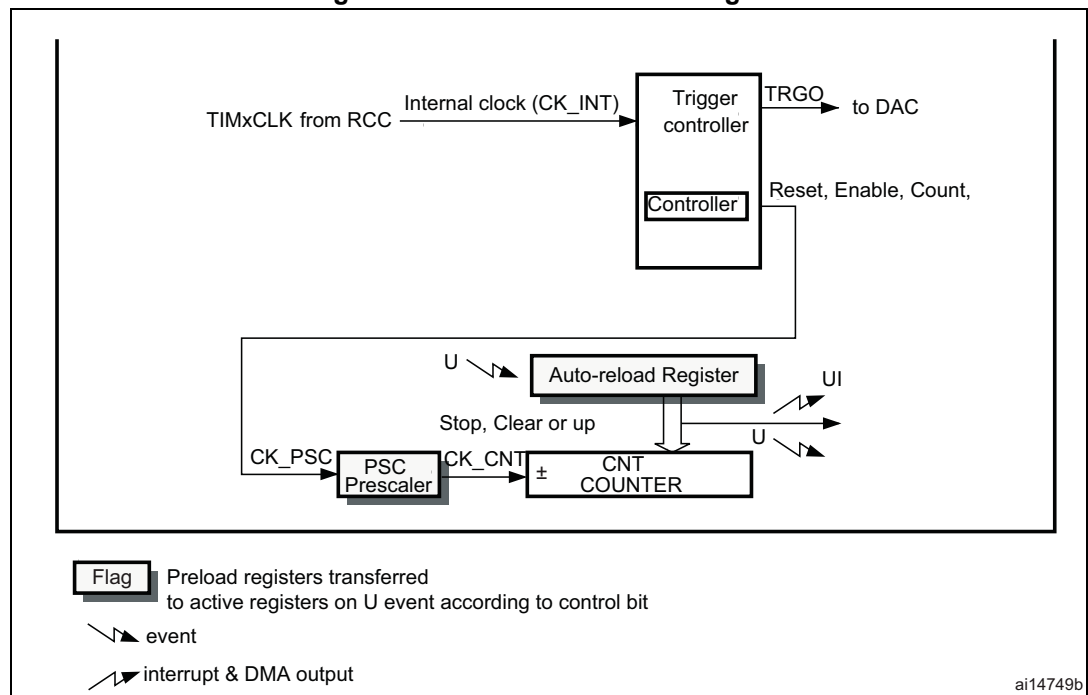 TRGO
Trigger
controller
Internal clock (CK_INT)
TIMxCLK from RCC
to DAC
Controller
Reset, Enable, Count,
U
Auto-reload Register
UI
Stop, Clear or up
U
CK_PSC
PSC
Prescaler
CK_CNT
±
CNT
COUNTER
Flag
Preload registers transferred
to active registers on U event according to control bit
event
interrupt & DMA output
ai14749b